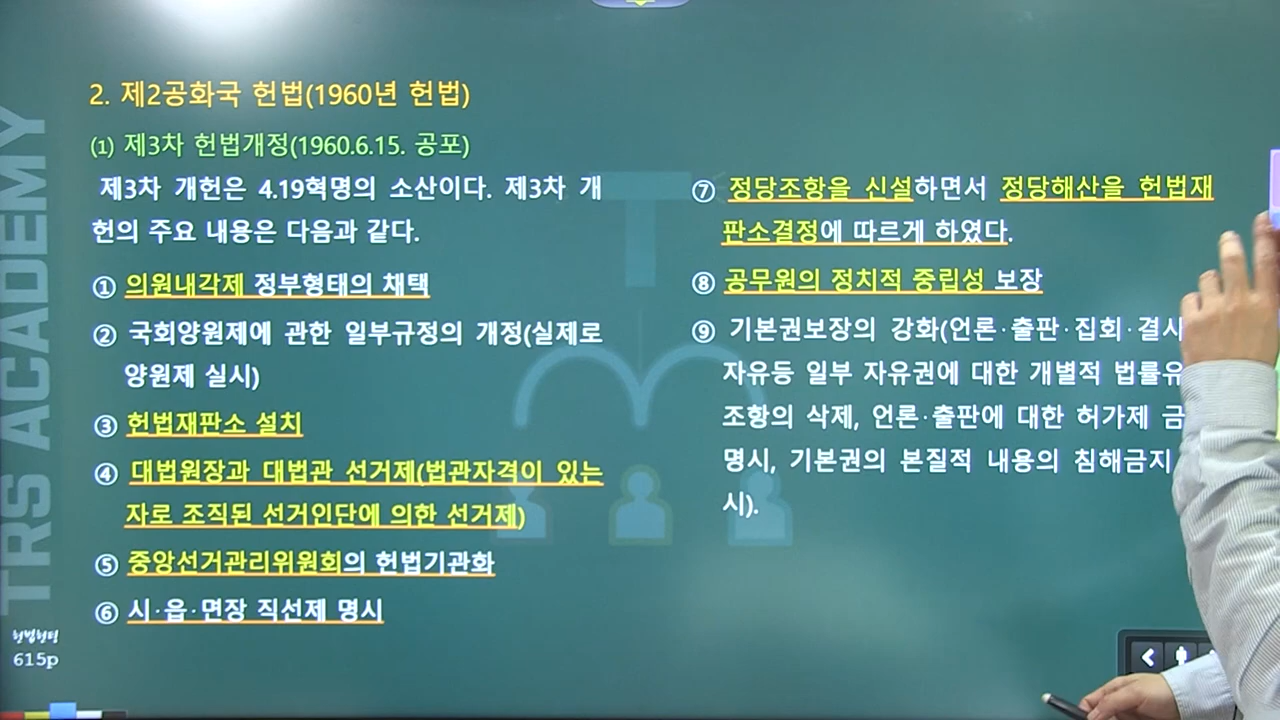 2. 제2공화국 헌법(1960년 헌법)
(1) 제3차 헌법개정(1960.6.15. 공포)
제3차 개헌은 4.19혁명의 소산이다. 제3차 개
헌의 주요 내용은 다음과 같다.
① 의원내각제 정부형태의 채택
② 국회양원제에 관한 일부규정의 개정(실제로
양원제 실시)
③ 헌법재판소 설치
④ 대법원장과 대법관 선거제(법관자격이 있는
자로 조직된 선거인단에 의한 선거제)
⑤ 중앙선거관리위원회의 헌법기관화
⑥ 시·읍·면장 직선제 명시
⑦ 정당조항을 신설하면서 정당해산을 헌법재
판소결정에 따르게 하였다.
⑧ 공무원의 정치적 중립성 보장
⑨ 기본권보장의 강화(언론·출판·집회·결사
자유등 일부 자유권에 대한 개별적 법률유
조항의 삭제, 언론·출판에 대한 허가제 금
명시, 기본권의 본질적 내용의 침해금지
시).
TRS ACADEMY
615p